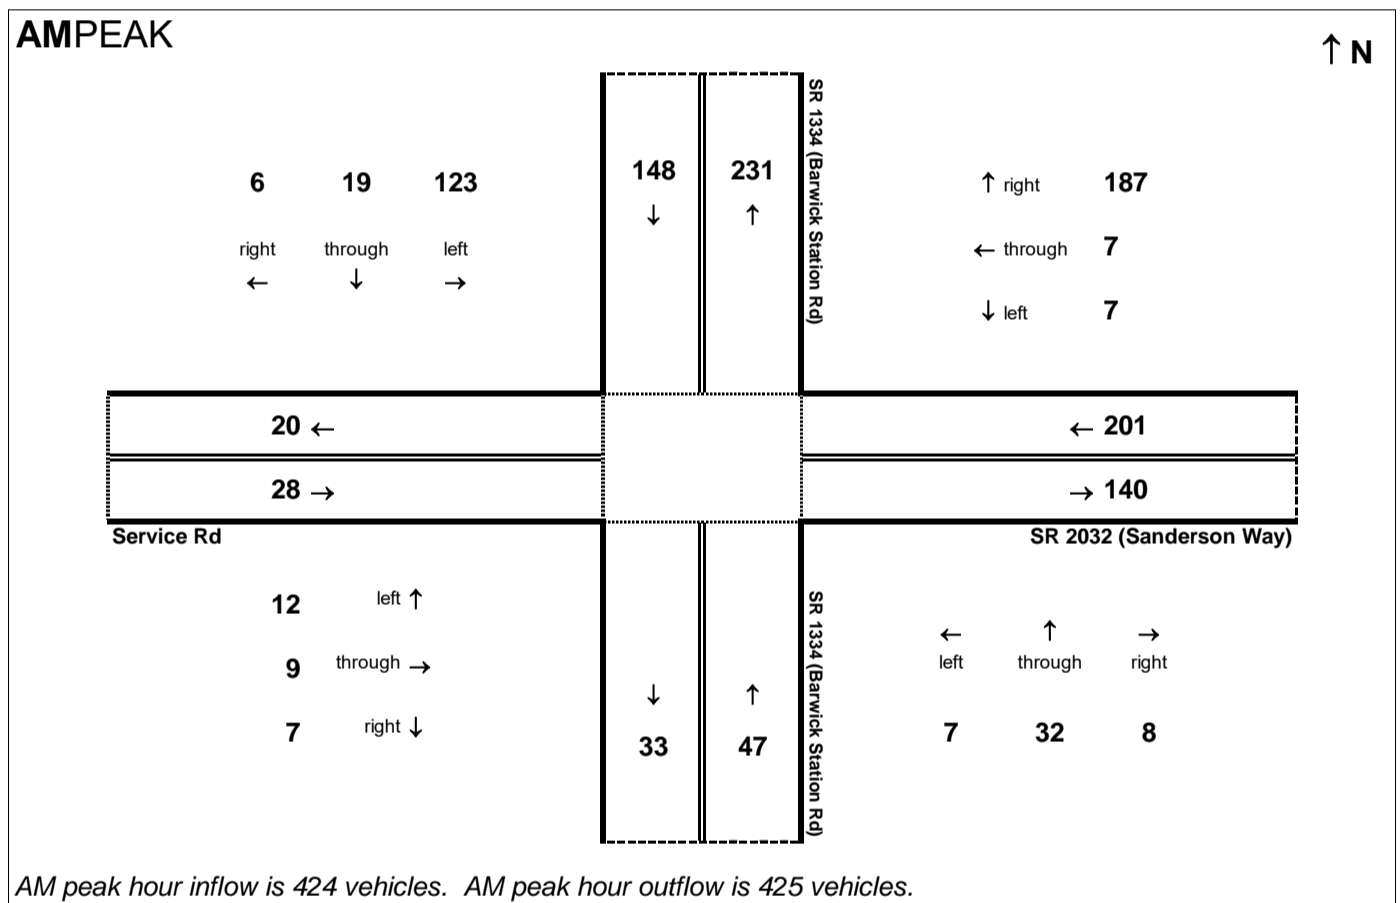 AMPEAK
↑ N
SR 1334 (Barwick Station Rd)
148 231
↓ ↑
6 19 123
right through left
← ↓ →
↑ right 187
← through 7
↓ left 7
20 ←
← 201
28 →
→ 140
Service Rd
SR 2032 (Sanderson Way)
12 left ↑
9 through →
7 right ↓
SR 1334 (Barwick Station Rd)
↓ ↑
33 47
← ↑ →
left through right
7 32 8
AM peak hour inflow is 424 vehicles. AM peak hour outflow is 425 vehicles.